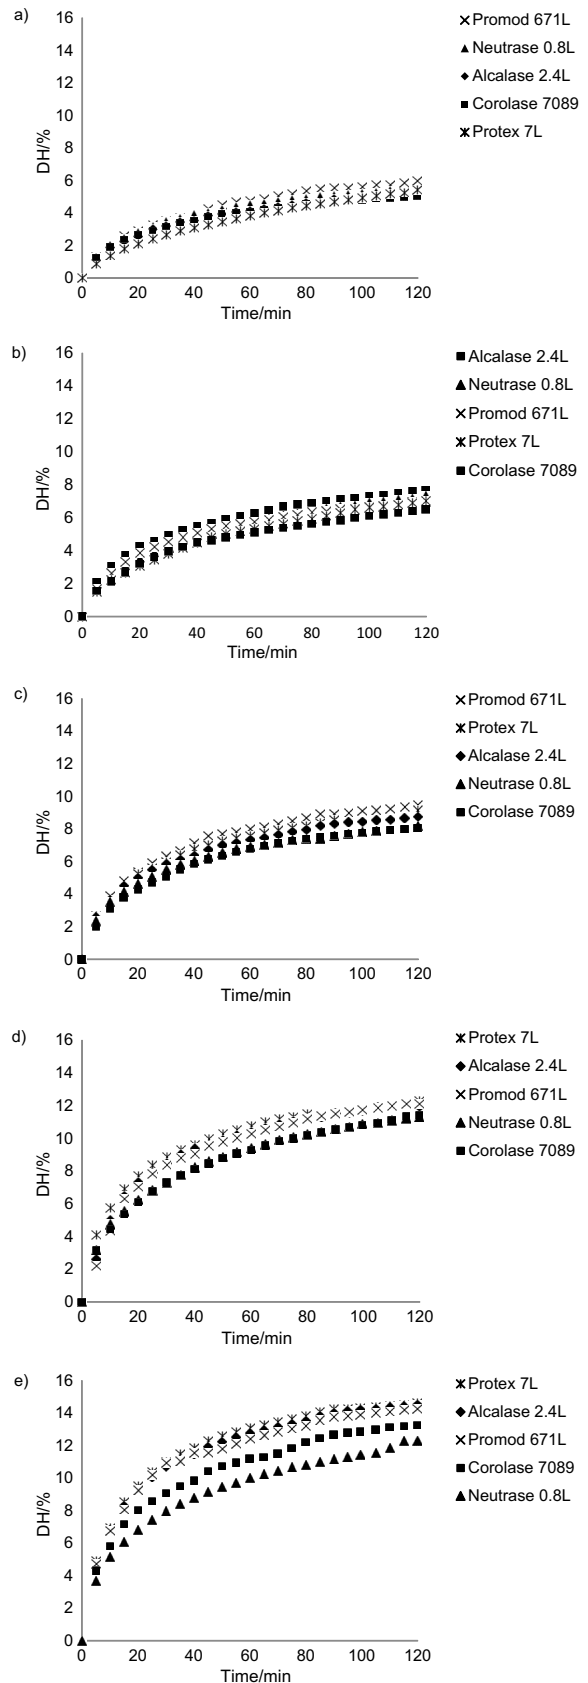 a)
16
14
12
10
8
6
4
2
0
DH/%
0 20 40 60 80 100 120
Time/min
Promod 671L
Neutrase 0.8L
Alcalase 2.4L
Corolase 7089
Protex 7L
b)
16
14
12
10
8
6
4
2
0
DH/%
0 20 40 60 80 100 120
Time/min
Alcalase 2.4L
Neutrase 0.8L
Promod 671L
Protex 7L
Corolase 7089
c)
16
14
12
10
8
6
4
2
0
DH/%
0 20 40 60 80 100 120
Time/min
Promod 671L
Protex 7L
Alcalase 2.4L
Neutrase 0.8L
Corolase 7089
d)
16
14
12
10
8
6
4
2
0
DH/%
0 20 40 60 80 100 120
Time/min
Protex 7L
Alcalase 2.4L
Promod 671L
Neutrase 0.8L
Corolase 7089
e)
16
14
12
10
8
6
4
2
0
DH/%
0 20 40 60 80 100 120
Time/min
Protex 7L
Alcalase 2.4L
Promod 671L
Corolase 7089
Neutrase 0.8L